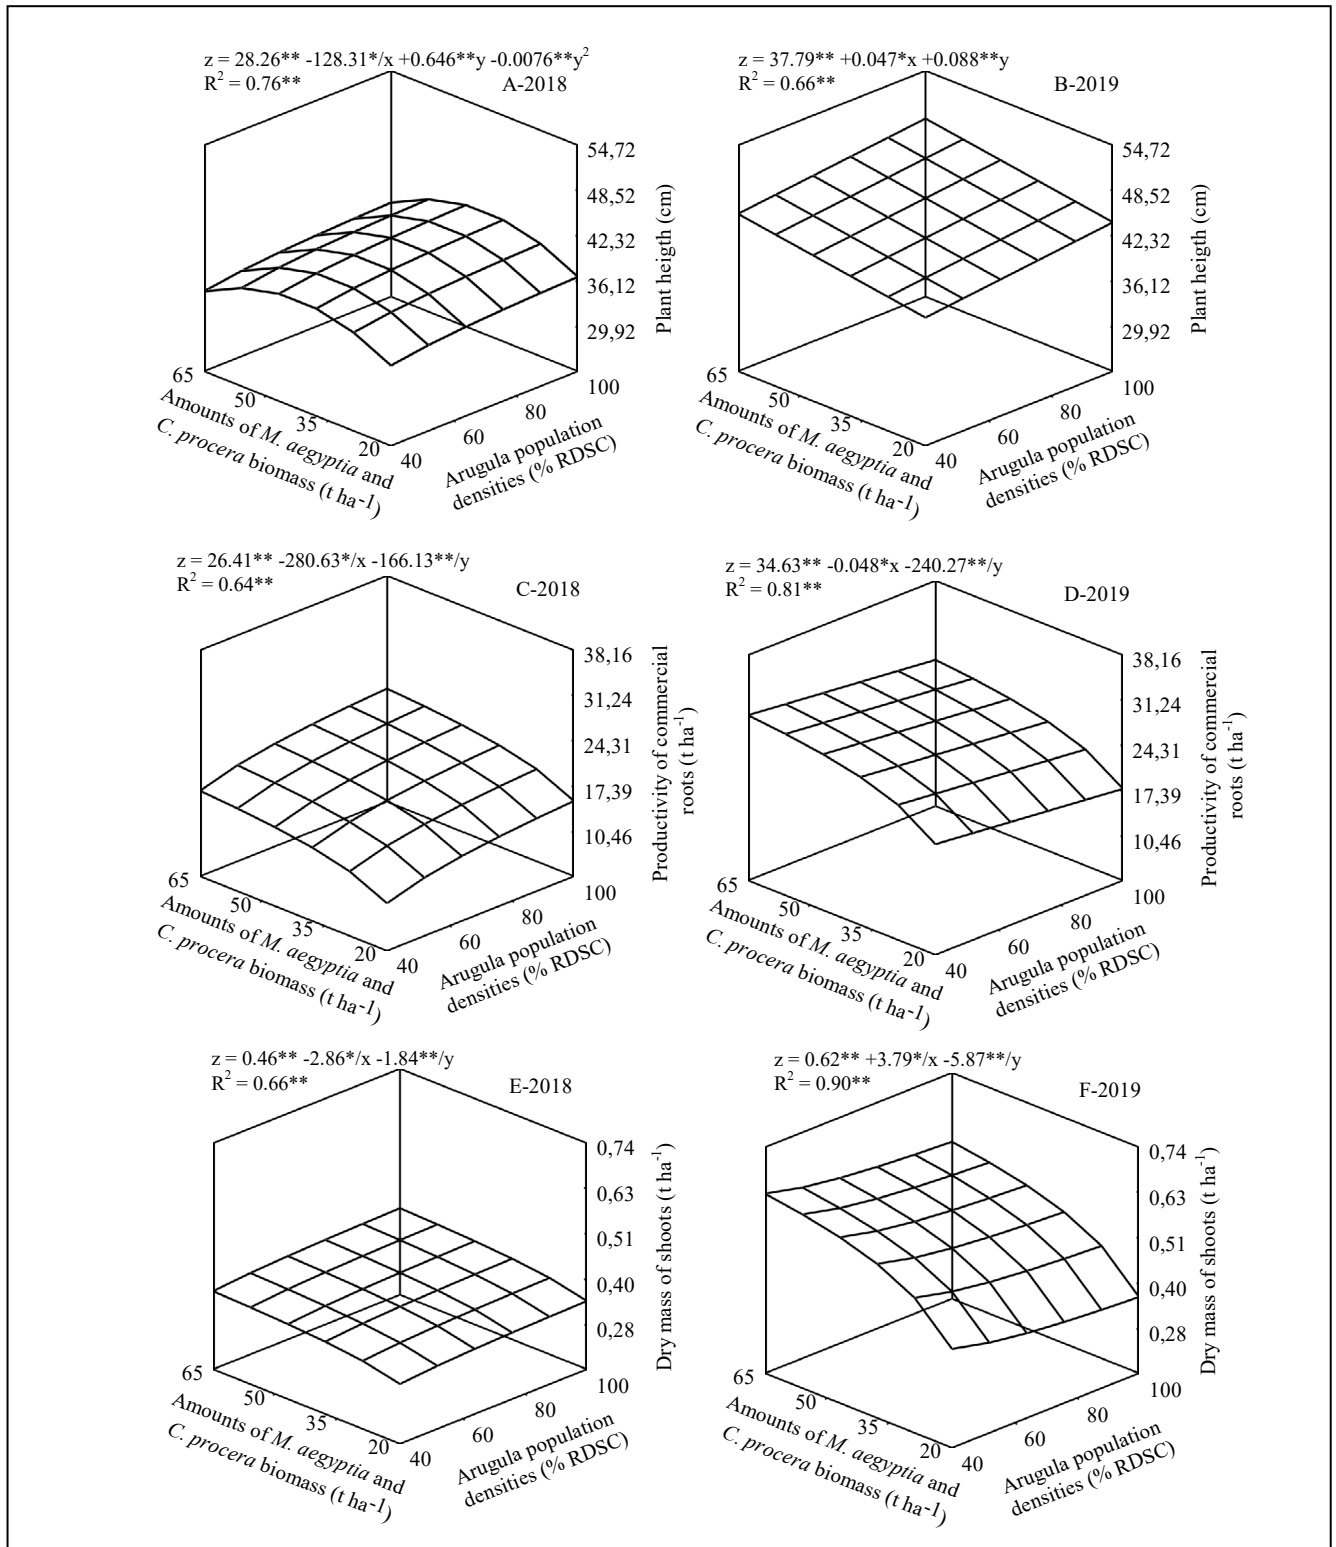 z = 28.26** -128.31*/x +0.646**y -0.0076**y²
R² = 0.76**
A-2018
54,72
48,52
42,32
36,12
29,92
Plant heigth (cm)
65
50
35
20
Amounts of M. aegyptia and
C. procera biomass (t ha-1)
40
60
80
100
Arugula population
densities (% RDSC)
z = 37.79** +0.047*x +0.088**y
R² = 0.66**
B-2019
54,72
48,52
42,32
36,12
29,92
Plant heigth (cm)
65
50
35
20
Amounts of M. aegyptia and
C. procera biomass (t ha-1)
40
60
80
100
Arugula population
densities (% RDSC)
z = 26.41** -280.63*/x -166.13**/y
R² = 0.64**
C-2018
38,16
31,24
24,31
17,39
10,46
Productivity of commercial
roots (t ha-1)
65
50
35
20
Amounts of M. aegyptia and
C. procera biomass (t ha-1)
40
60
80
100
Arugula population
densities (% RDSC)
z = 34.63** -0.048*x -240.27**/y
R² = 0.81**
D-2019
38,16
31,24
24,31
17,39
10,46
Productivity of commercial
roots (t ha-1)
65
50
35
20
Amounts of M. aegyptia and
C. procera biomass (t ha-1)
40
60
80
100
Arugula population
densities (% RDSC)
z = 0.46** -2.86*/x -1.84**/y
R² = 0.66**
E-2018
0,74
0,63
0,51
0,40
0,28
Dry mass of shoots (t ha-1)
65
50
35
20
Amounts of M. aegyptia and
C. procera biomass (t ha-1)
40
60
80
100
Arugula population
densities (% RDSC)
z = 0.62** +3.79*/x -5.87**/y
R² = 0.90**
F-2019
0,74
0,63
0,51
0,40
0,28
Dry mass of shoots (t ha-1)
65
50
35
20
Amounts of M. aegyptia and
C. procera biomass (t ha-1)
40
60
80
100
Arugula population
densities (% RDSC)